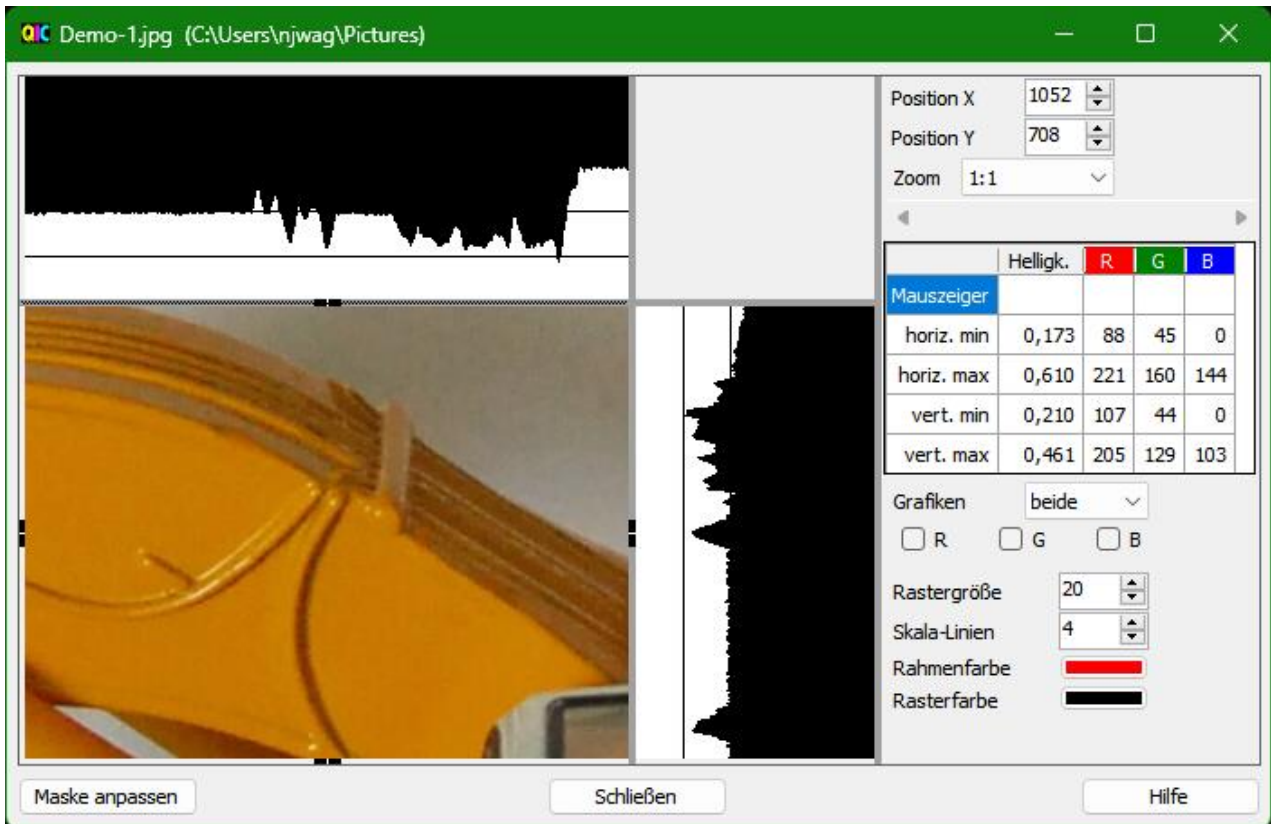 QIC Demo-1.jpg (C:\Users\njwag\Pictures)
Position X 1052
Position Y 708
Zoom 1:1
Helligk. R G B
Mauszeiger
horiz. min 0,173 88 45 0
horiz. max 0,610 221 160 144
vert. min 0,210 107 44 0
vert. max 0,461 205 129 103
Grafiken beide
R G B
Rastergröße 20
Skala-Linien 4
Rahmenfarbe
Rasterfarbe
Maske anpassen Schließen Hilfe